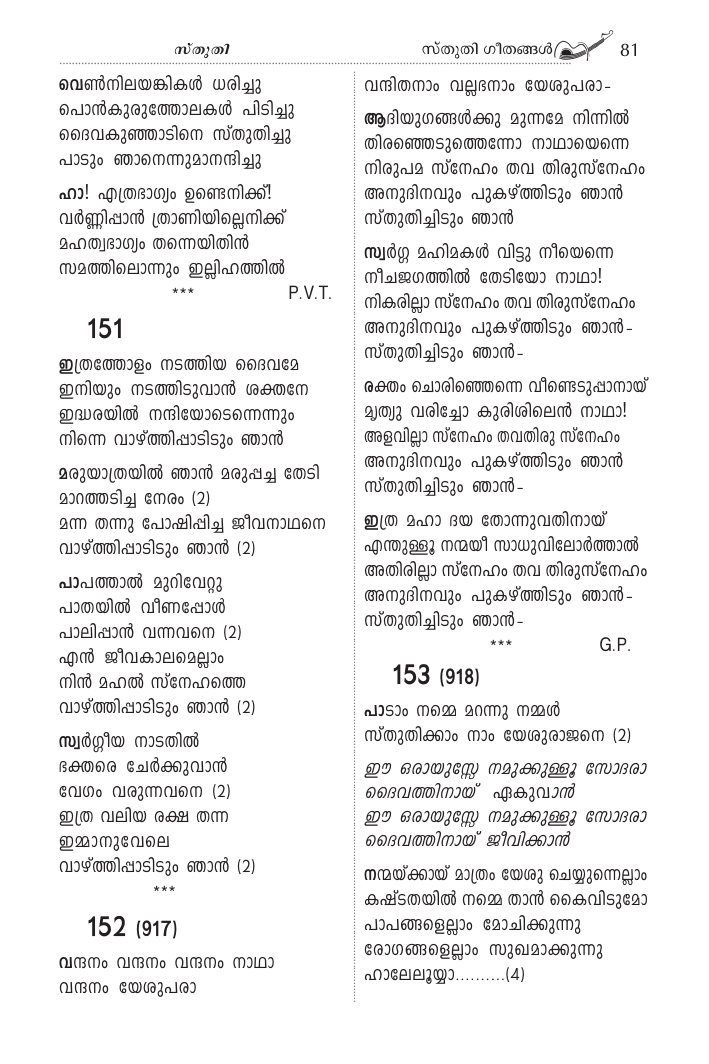 സ്തുതി
സ്തുതി ഗീതങ്ങൾ 81
വെൺനിലയങ്കികൾ ധരിച്ചു
പൊൻകുരുത്തോലകൾ പിടിച്ചു
ദൈവകുഞ്ഞാടിനെ സ്തുതിച്ചു
പാടും ഞാനെന്നുമാനന്ദിച്ചു
ഹാ! എത്രഭാഗ്യം ഉണ്ടെനിക്ക്!
വർണ്ണിപ്പാൻ ത്രാണിയില്ലെനിക്ക്
മഹത്വഭാഗ്യം തന്നെയിതിൻ
സമത്തിലൊന്നും ഇല്ലിഹത്തിൽ
*** P.V.T.
151
ഇത്രത്തോളം നടത്തിയ ദൈവമേ
ഇനിയും നടത്തിടുവാൻ ശക്തനേ
ഇദ്ധരയിൽ നന്ദിയോടെന്നെന്നും
നിന്നെ വാഴ്ത്തിപ്പാടിടും ഞാൻ
മരുയാത്രയിൽ ഞാൻ മരുപ്പച്ച തേടി
മാറത്തടിച്ച നേരം (2)
മന്ന തന്നു പോഷിപ്പിച്ച ജീവനാഥനെ
വാഴ്ത്തിപ്പാടിടും ഞാൻ (2)
പാപത്താൽ മുറിവേറ്റു
പാതയിൽ വീണപ്പോൾ
പാലിപ്പാൻ വന്നവനെ (2)
എൻ ജീവകാലമെല്ലാം
നിൻ മഹൽ സ്നേഹത്തെ
വാഴ്ത്തിപ്പാടിടും ഞാൻ (2)
സ്വർഗ്ഗീയ നാടതിൽ
ഭക്തരെ ചേർക്കുവാൻ
വേഗം വരുന്നവനെ (2)
ഇത്ര വലിയ രക്ഷ തന്ന
ഇമ്മാനുവേലെ
വാഴ്ത്തിപ്പാടിടും ഞാൻ (2)
***
152 (917)
വന്ദനം വന്ദനം വന്ദനം നാഥാ
വന്ദനം യേശുപരാ
വന്ദിതനാം വല്ലഭനാം യേശുപരാ-
ആദിയുഗങ്ങൾക്കു മുന്നമേ നിന്നിൽ
തിരഞ്ഞെടുത്തെന്നോ നാഥായെന്നെ
നിരുപമ സ്നേഹം തവ തിരുസ്നേഹം
അനുദിനവും പുകഴ്ത്തിടും ഞാൻ
സ്തുതിച്ചിടും ഞാൻ
സ്വർഗ്ഗ മഹിമകൾ വിട്ടു നീയെന്നെ
നീചജഗത്തിൽ തേടിയോ നാഥാ!
നികരില്ലാ സ്നേഹം തവ തിരുസ്നേഹം
അനുദിനവും പുകഴ്ത്തിടും ഞാൻ-
സ്തുതിച്ചിടും ഞാൻ-
രക്തം ചൊരിഞ്ഞെന്നെ വീണ്ടെടുപ്പാനായ്
മൃത്യു വരിച്ചോ കുരിശിലെൻ നാഥാ!
അളവില്ലാ സ്നേഹം തവതിരു സ്നേഹം
അനുദിനവും പുകഴ്ത്തിടും ഞാൻ
സ്തുതിച്ചിടും ഞാൻ-
ഇത്ര മഹാ ദയ തോന്നുവതിനായ്
എന്തുള്ളൂ നന്മയീ സാധുവിലോർത്താൽ
അതിരില്ലാ സ്നേഹം തവ തിരുസ്നേഹം
അനുദിനവും പുകഴ്ത്തിടും ഞാൻ-
സ്തുതിച്ചിടും ഞാൻ-
*** G.P.
153 (918)
പാടാം നമ്മെ മറന്നു നമ്മൾ
സ്തുതിക്കാം നാം യേശുരാജനെ (2)
ഈ ഒരായുസ്സേ നമുക്കുള്ളൂ സോദരാ
ദൈവത്തിനായ് ഏകുവാൻ
ഈ ഒരായുസ്സേ നമുക്കുള്ളൂ സോദരാ
ദൈവത്തിനായ് ജീവിക്കാൻ
നന്മയ്ക്കായ് മാത്രം യേശു ചെയ്യുന്നെല്ലാം
കഷ്ടതയിൽ നമ്മെ താൻ കൈവിടുമോ
പാപങ്ങളെല്ലാം മോചിക്കുന്നു
രോഗങ്ങളെല്ലാം സുഖമാക്കുന്നു
ഹാലേലൂയ്യാ..........(4)